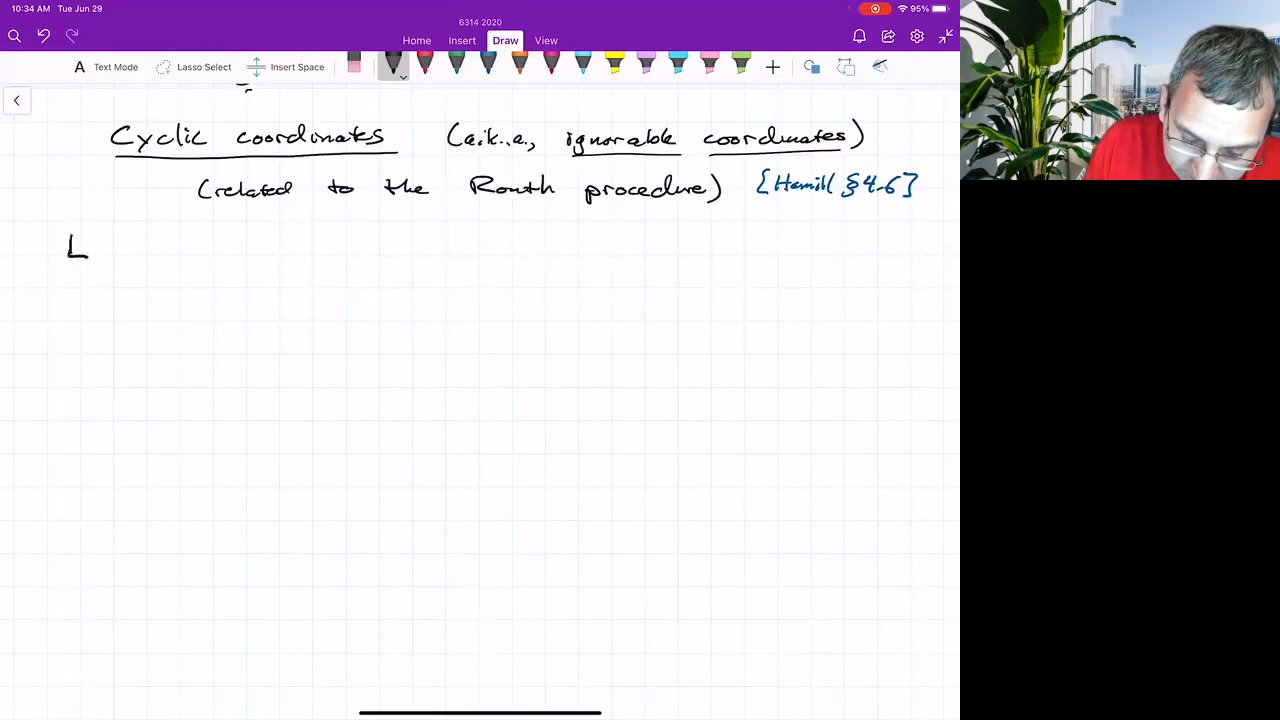 10:34 AM Tue Jun 29
95%
6314 2020
Home Insert Draw View
A Text Mode Lasso Select Insert Space
Cyclic coordinates (a.k.a., ignorable coordinates)
(related to the Routh procedure) [Hamill §4.6]
L